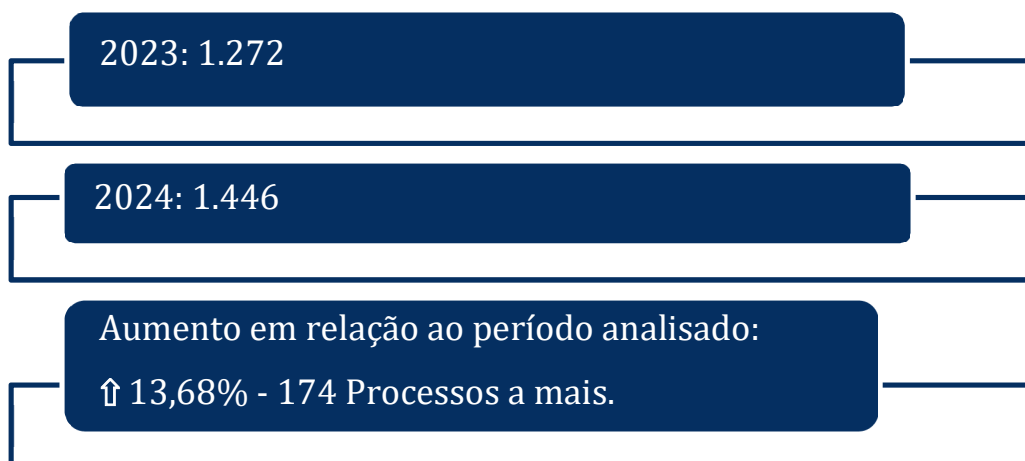 2023: 1.272
2024: 1.446
Aumento em relação ao período analisado:
⇧ 13,68% - 174 Processos a mais.